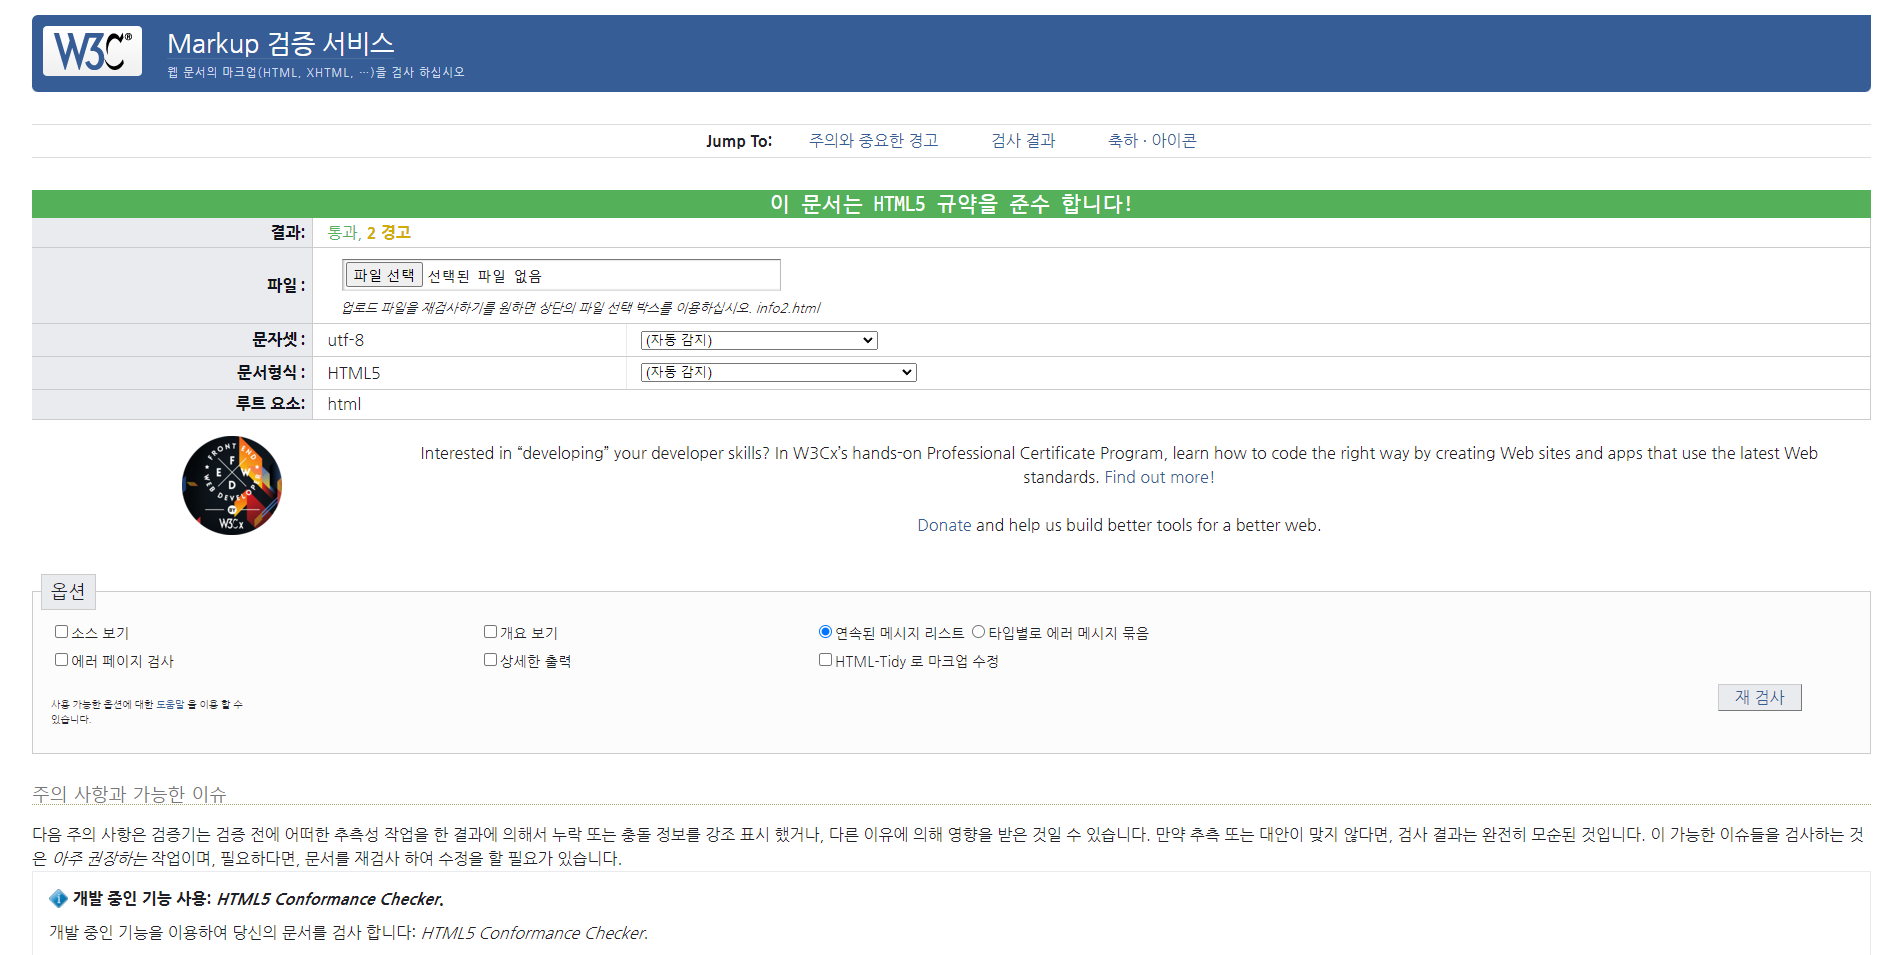 W3C®
Markup 검증 서비스
웹 문서의 마크업(HTML, XHTML, …)을 검사 하십시오
Jump To: 주의와 중요한 경고 검사 결과 축하 · 아이콘
이 문서는 HTML5 규약을 준수 합니다!
결과: 통과, 2 경고
파일 : 파일 선택 선택된 파일 없음
업로드 파일을 재검사하기를 원하면 상단의 파일 선택 박스를 이용하십시오. info2.html
문자셋 : utf-8 (자동 감지)
문서형식 : HTML5 (자동 감지)
루트 요소: html
FRONT END
F E W D
WEB DEVELOPER
BY
W3Cx
Interested in “developing” your developer skills? In W3Cx’s hands-on Professional Certificate Program, learn how to code the right way by creating Web sites and apps that use the latest Web
standards. Find out more!
Donate and help us build better tools for a better web.
옵션
소스 보기 개요 보기 연속된 메시지 리스트 타입별로 에러 메시지 묶음
에러 페이지 검사 상세한 출력 HTML-Tidy 로 마크업 수정
사용 가능한 옵션에 대한 도움말 을 이용 할 수
있습니다.
재 검사
주의 사항과 가능한 이슈
다음 주의 사항은 검증기는 검증 전에 어떠한 추측성 작업을 한 결과에 의해서 누락 또는 충돌 정보를 강조 표시 했거나, 다른 이유에 의해 영향을 받은 것일 수 있습니다. 만약 추측 또는 대안이 맞지 않다면, 검사 결과는 완전히 모순된 것입니다. 이 가능한 이슈들을 검사하는 것
은 아주 권장하는 작업이며, 필요하다면, 문서를 재검사 하여 수정을 할 필요가 있습니다.
개발 중인 기능 사용: HTML5 Conformance Checker.
개발 중인 기능을 이용하여 당신의 문서를 검사 합니다: HTML5 Conformance Checker.